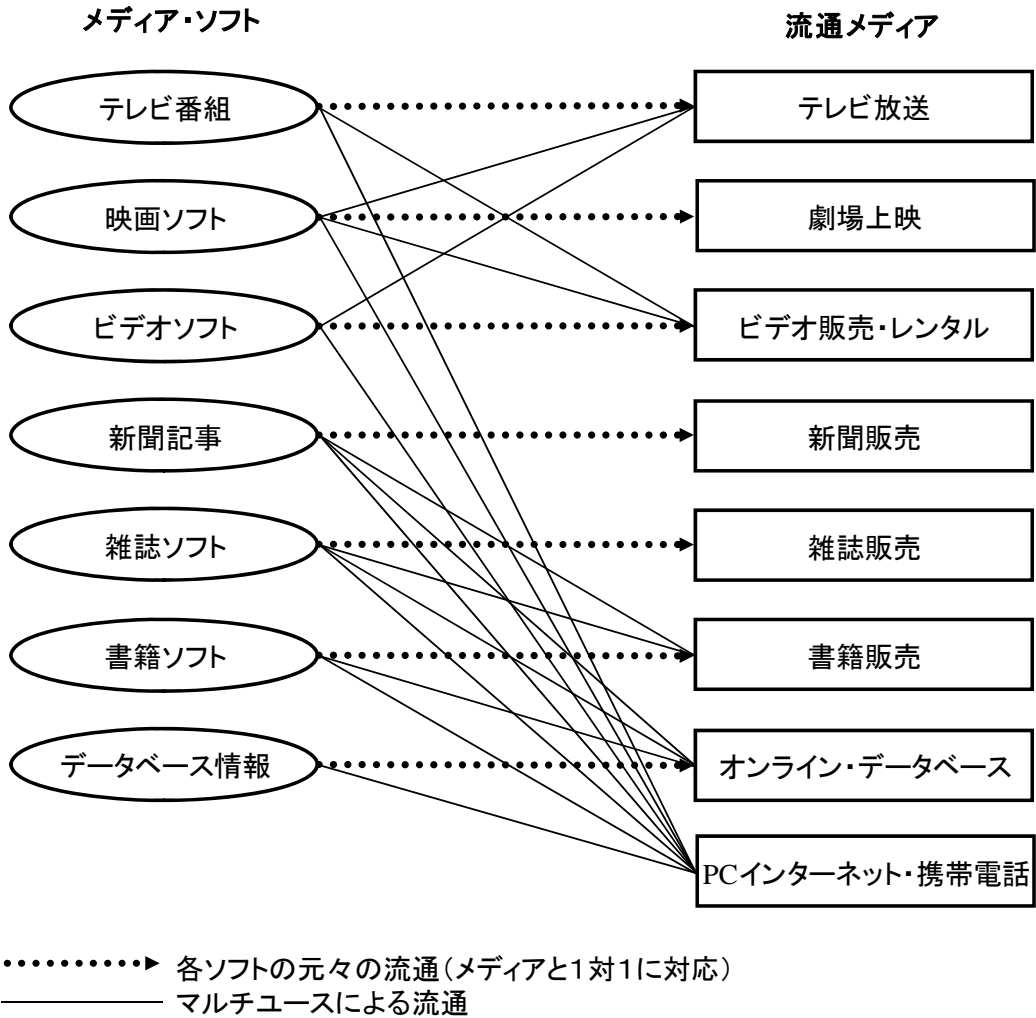 メディア・ソフト
流通メディア
テレビ番組
テレビ放送
映画ソフト
劇場上映
ビデオソフト
ビデオ販売・レンタル
新聞記事
新聞販売
雑誌ソフト
雑誌販売
書籍ソフト
書籍販売
データベース情報
オンライン・データベース
PCインターネット・携帯電話
各ソフトの元々の流通(メディアと1対1に対応)
マルチユースによる流通